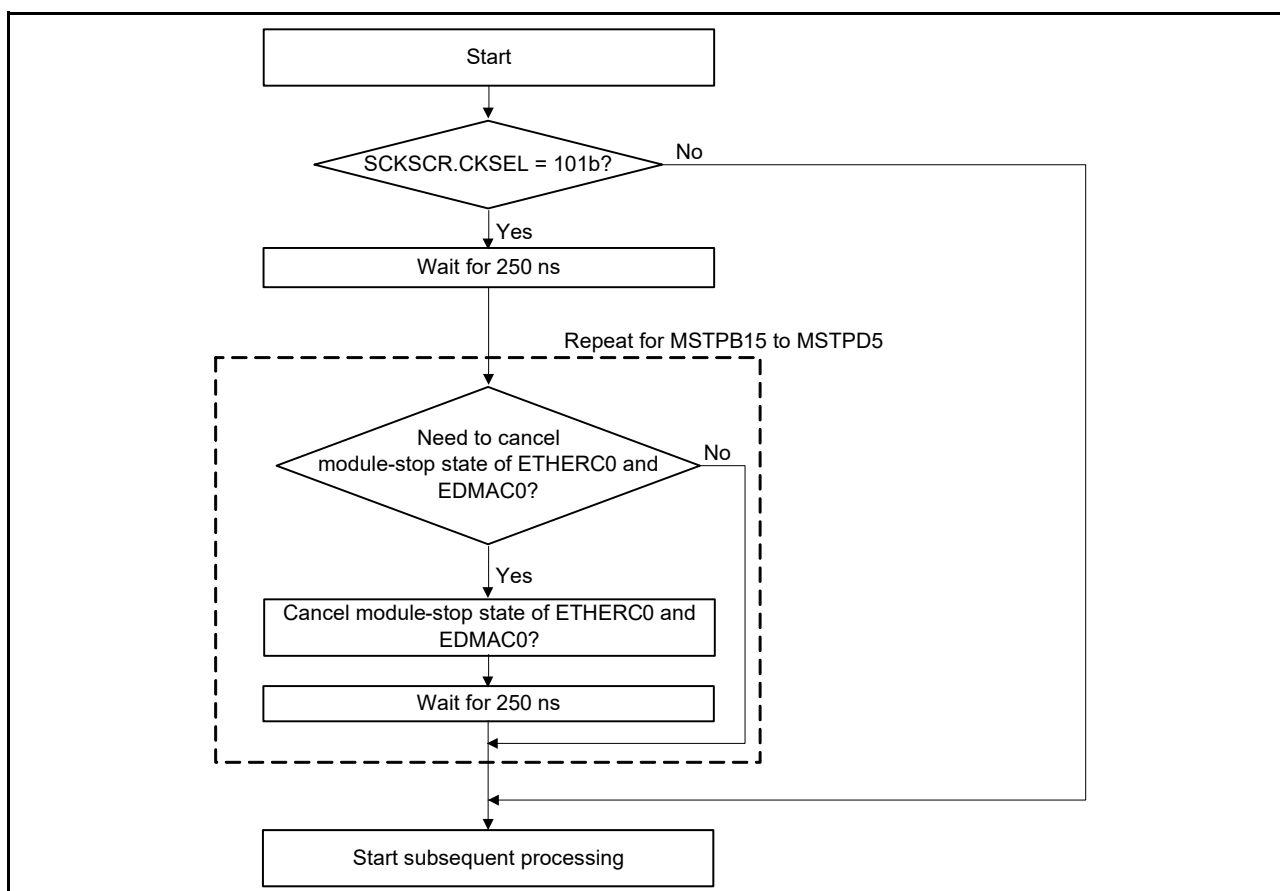 Start
SCKSCR.CKSEL = 101b?
No
Yes
Wait for 250 ns
Repeat for MSTPB15 to MSTPD5
Need to cancel
module-stop state of ETHERC0 and
EDMAC0?
No
Yes
Cancel module-stop state of ETHERC0 and
EDMAC0?
Wait for 250 ns
Start subsequent processing